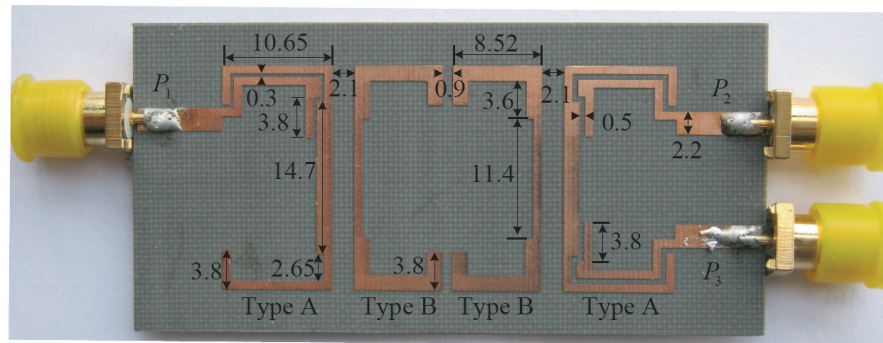 10.65
8.52
P1
2.1
0.9
2.1
P2
0.3
3.6
3.8
0.5
2.2
14.7
11.4
3.8
3.8
2.65
3.8
P3
Type A
Type B
Type B
Type A